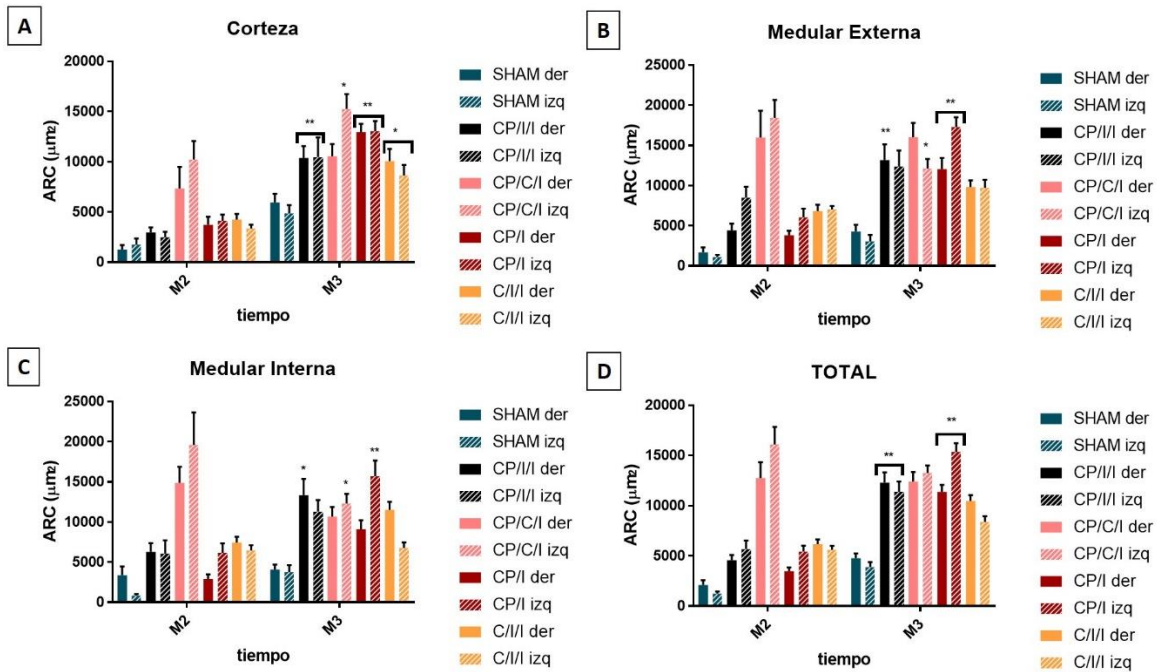 A
Corteza
ARC (µm2)
20000
15000
10000
5000
0
*
**
**
*
M2
M3
tiempo
SHAM der
SHAM izq
CP/I/I der
CP/I/I izq
CP/C/I der
CP/C/I izq
CP/I der
CP/I izq
C/I/I der
C/I/I izq
B
Medular Externa
ARC (µm2)
25000
20000
15000
10000
5000
0
**
*
**
M2
M3
tiempo
SHAM der
SHAM izq
CP/I/I der
CP/I/I izq
CP/C/I der
CP/C/I izq
CP/I der
CP/I izq
C/I/I der
C/I/I izq
C
Medular Interna
ARC (µm2)
25000
20000
15000
10000
5000
0
*
*
**
M2
M3
tiempo
SHAM der
SHAM izq
CP/I/I der
CP/I/I izq
CP/C/I der
CP/C/I izq
CP/I der
CP/I izq
C/I/I der
C/I/I izq
D
TOTAL
ARC (µm2)
20000
15000
10000
5000
0
**
**
M2
M3
tiempo
SHAM der
SHAM izq
CP/I/I der
CP/I/I izq
CP/C/I der
CP/C/I izq
CP/I der
CP/I izq
C/I/I der
C/I/I izq